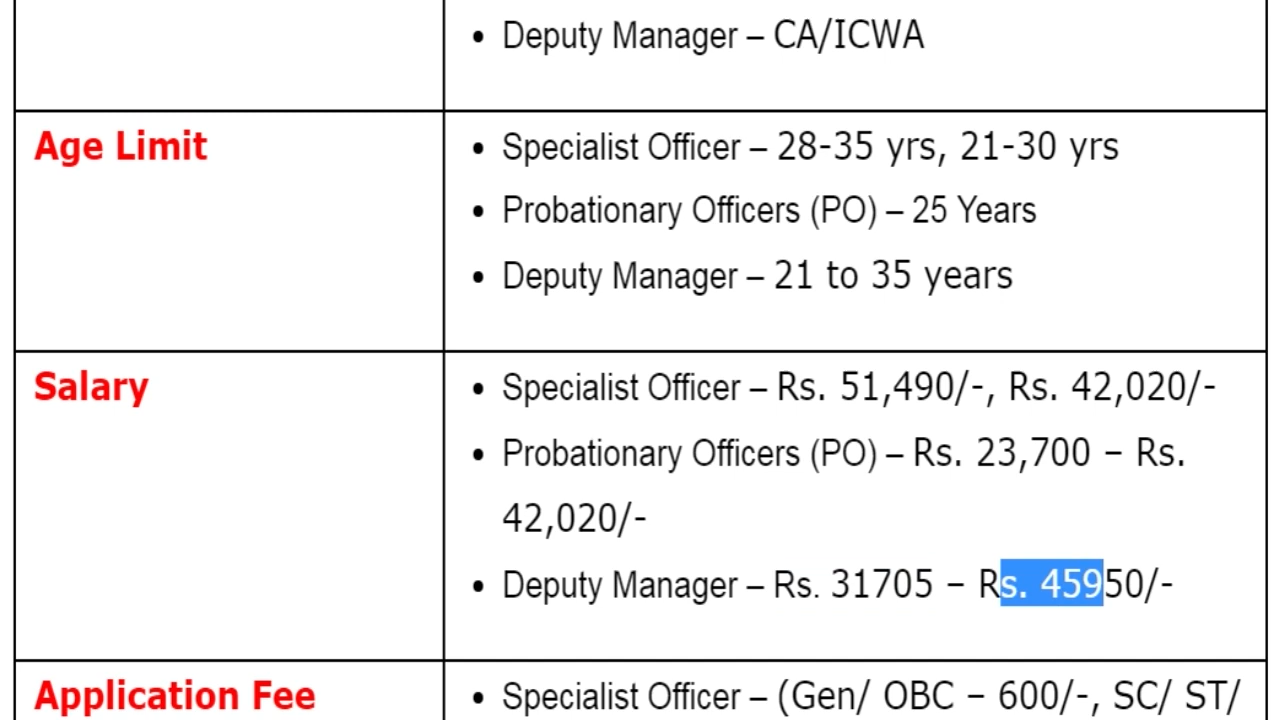 • Deputy Manager – CA/ICWA
Age Limit
• Specialist Officer – 28-35 yrs, 21-30 yrs
• Probationary Officers (PO) – 25 Years
• Deputy Manager – 21 to 35 years
Salary
• Specialist Officer – Rs. 51,490/-, Rs. 42,020/-
• Probationary Officers (PO) – Rs. 23,700 – Rs.
42,020/-
• Deputy Manager – Rs. 31705 – Rs. 45950/-
Application Fee
• Specialist Officer – (Gen/ OBC – 600/-, SC/ ST/